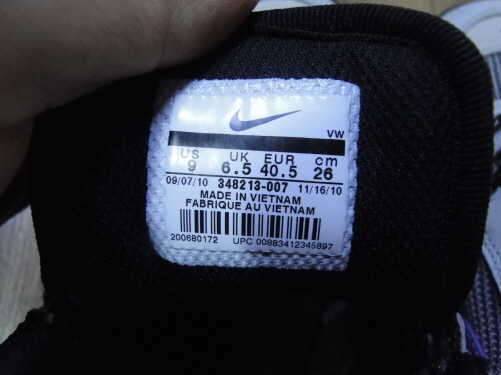 VW
US UK EUR cm
9 6.5 40.5 26
09/07/10 348213-007 11/16/10
MADE IN VIETNAM
FABRIQUE AU VIETNAM
200680172 UPC 00883412345897